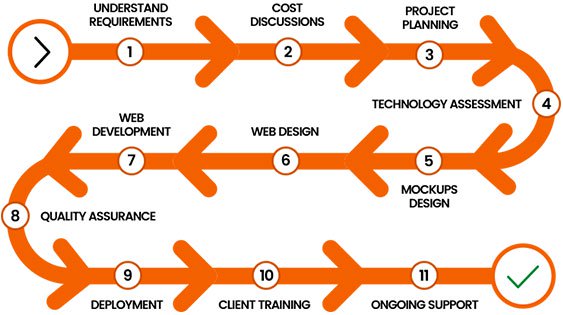 UNDERSTAND
REQUIREMENTS
1
COST
DISCUSSIONS
2
PROJECT
PLANNING
3
TECHNOLOGY ASSESSMENT
4
MOCKUPS
DESIGN
5
WEB DESIGN
6
WEB
DEVELOPMENT
7
QUALITY ASSURANCE
8
DEPLOYMENT
9
CLIENT TRAINING
10
ONGOING SUPPORT
11